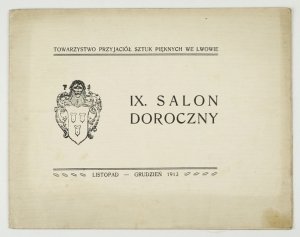 TOWARZYSTWO PRZYJACIÓŁ SZTUK PIĘKNYCH WE LWOWIE
IX. SALON
DOROCZNY
LISTOPAD — GRUDZIEŃ 1913